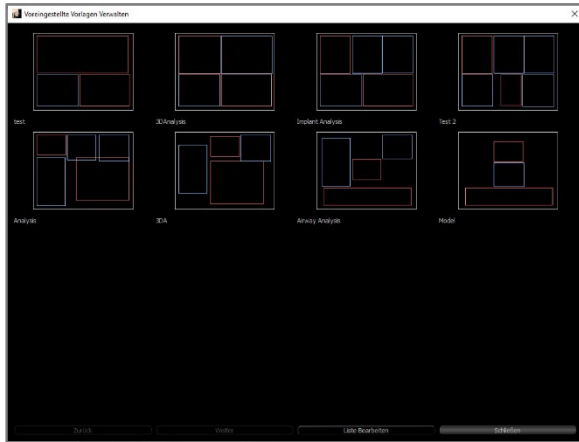 Voreingestellte Vorlagen Verwalten
test
3DAnalysis
Implant Analysis
Test 2
Analysis
3DA
Airway Analysis
Model
Zurück
Weiter
Liste Bearbeiten
Schließen